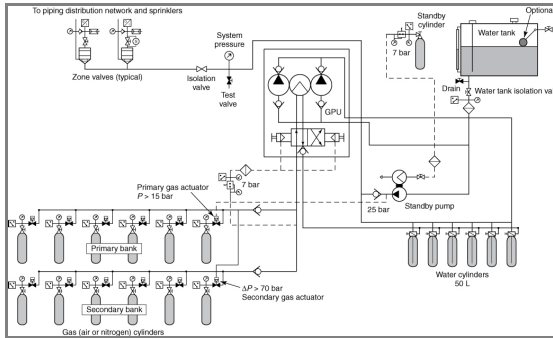 To piping distribution network and sprinklers
System
pressure
Standby
cylinder
Optional
Water tank
7 bar
Zone valves (typical)
Isolation
valve
Test
valve
Drain
Water tank isolation val
GPU
Primary gas actuator
P > 15 bar
7 bar
25 bar
Standby pump
Primary bank
Water cylinders
50 L
Secondary bank
ΔP > 70 bar
Secondary gas actuator
Gas (air or nitrogen) cylinders